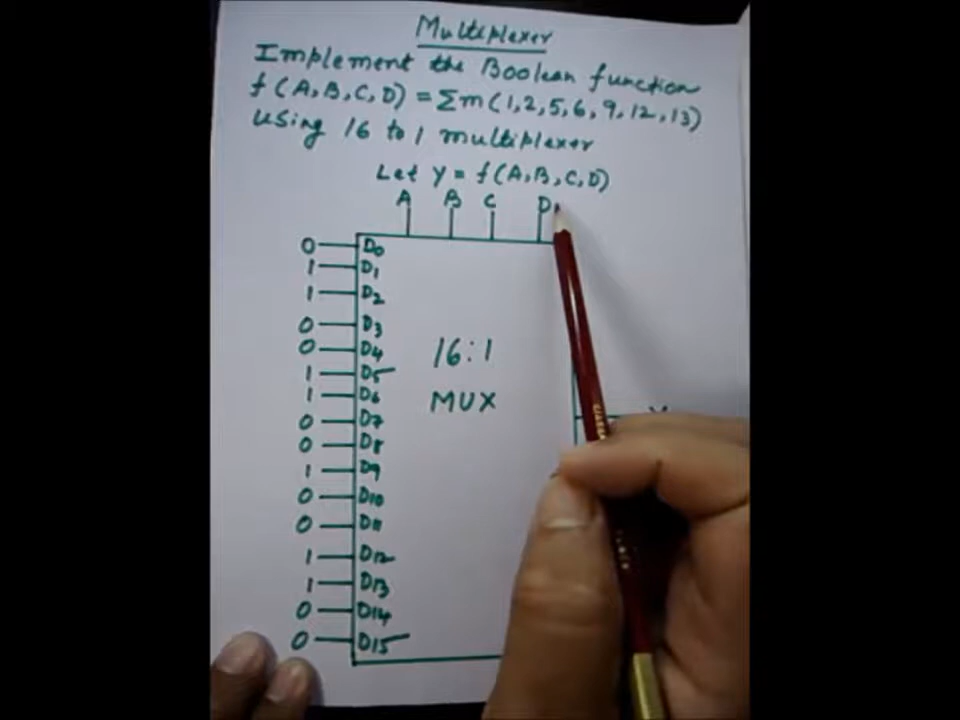 Multiplexer
Implement the Boolean function
f(A,B,C,D) = Σm(1,2,5,6,9,12,13)
using 16 to 1 multiplexer
Let Y = f(A,B,C,D)
A B C D
0 D0
1 D1
1 D2
0 D3
0 D4
1 D5
1 D6
0 D7
0 D8
1 D9
0 D10
0 D11
1 D12
1 D13
0 D14
0 D15
16:1
MUX